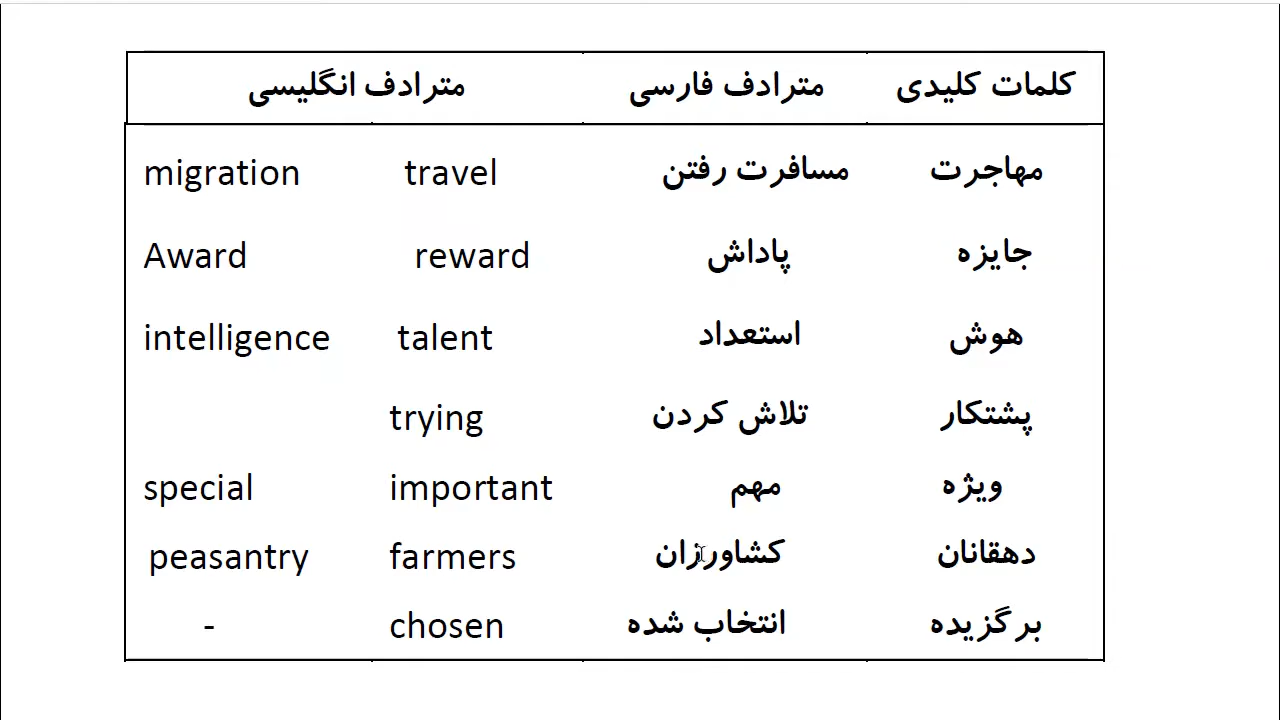 کلمات کلیدی مترادف فارسی مترادف انگلیسی
مهاجرت مسافرت رفتن travel migration
جایزه پاداش reward Award
هوش استعداد talent intelligence
پشتکار تلاش کردن trying
ویژه مهم important special
دهقانان کشاورزان farmers peasantry
برگزیده انتخاب شده chosen -